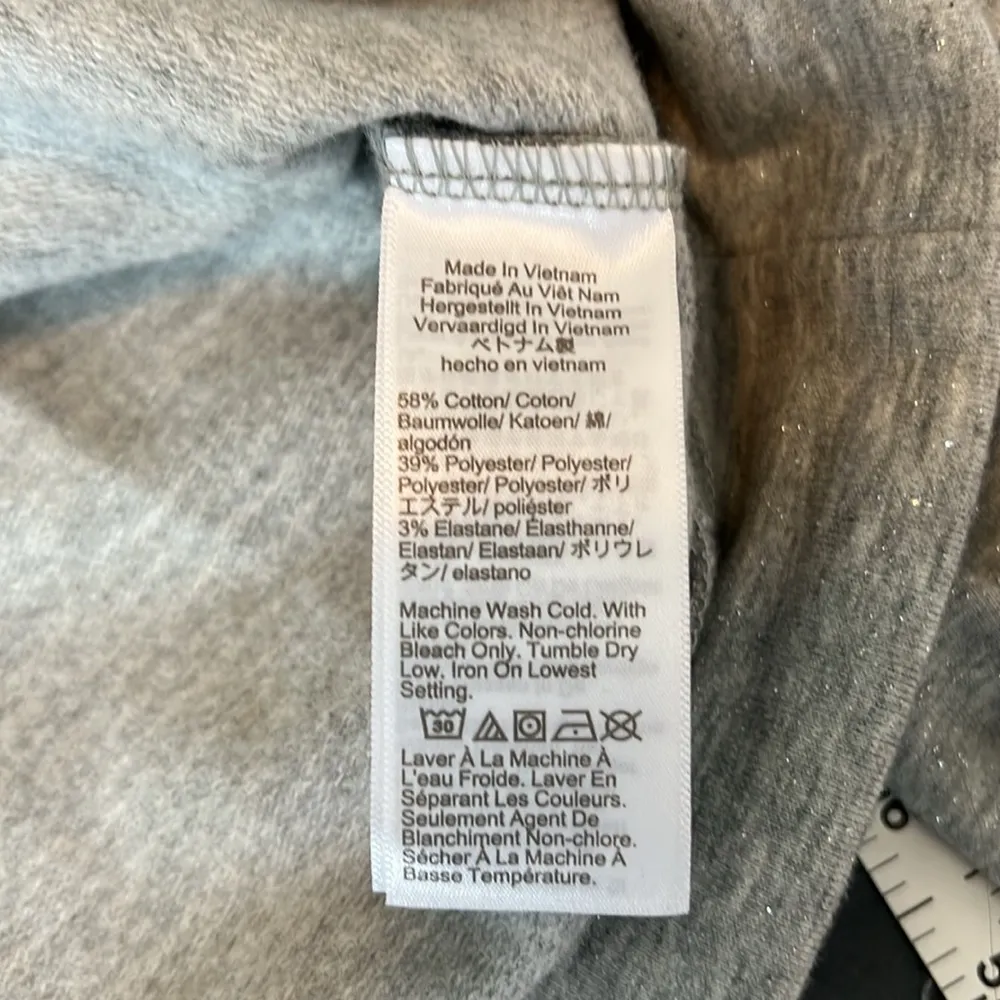 Made In Vietnam
Fabriqué Au Viêt Nam
Hergestellt In Vietnam
Vervaardigd In Vietnam
ベトナム製
hecho en vietnam
58% Cotton/ Coton/
Baumwolle/ Katoen/ 綿/
algodón
39% Polyester/ Polyester/
Polyester/ Polyester/ ポリ
エステル/ poliéster
3% Elastane/ Élasthanne/
Elastan/ Elastaan/ ポリウレ
タン/ elastano
Machine Wash Cold. With
Like Colors. Non-chlorine
Bleach Only. Tumble Dry
Low. Iron On Lowest
Setting.
30
Laver À La Machine À
L'eau Froide. Laver En
Séparant Les Couleurs.
Seulement Agent De
Blanchiment Non-chlore.
Sécher À La Machine À
Basse Température.